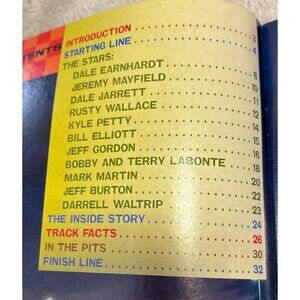 TENTS
INTRODUCTION 3
STARTING LINE 4
THE STARS:
DALE EARNHARDT 8
JEREMY MAYFIELD 10
DALE JARRETT 11
RUSTY WALLACE 12
KYLE PETTY 14
BILL ELLIOTT 15
JEFF GORDON 16
BOBBY AND TERRY LABONTE 18
MARK MARTIN 20
JEFF BURTON 22
DARRELL WALTRIP 23
THE INSIDE STORY 24
TRACK FACTS 26
IN THE PITS 30
FINISH LINE 32